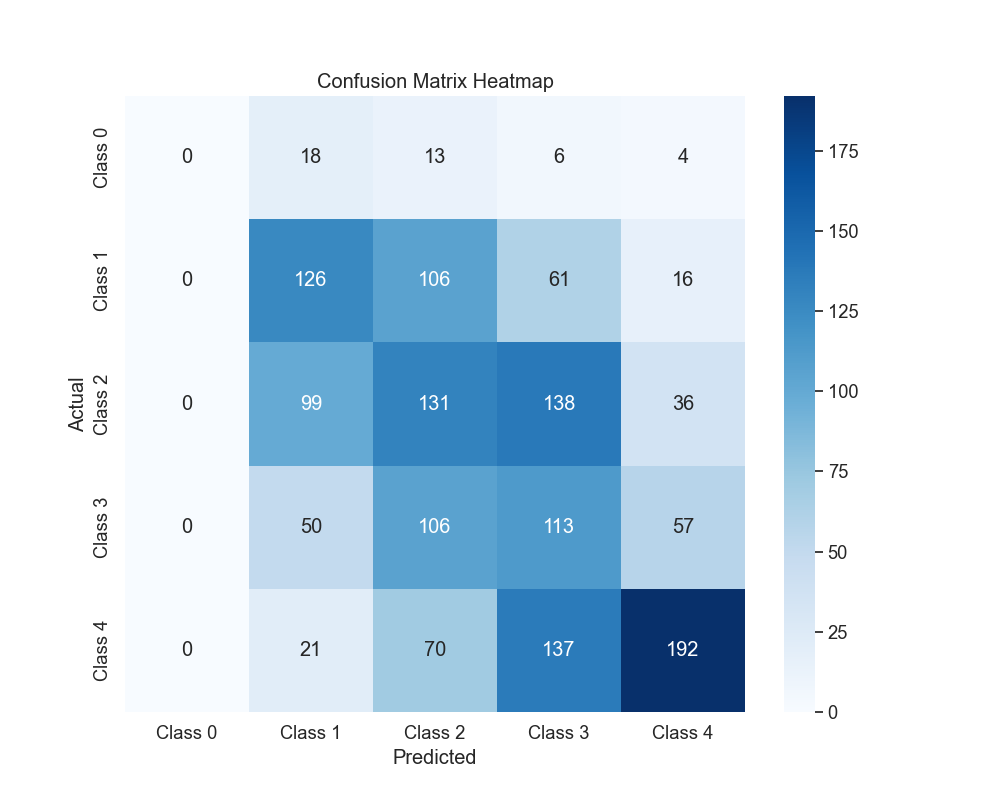 Confusion Matrix Heatmap
Class 0
0 18 13 6 4
Class 1
0 126 106 61 16
Class 2
0 99 131 138 36
Class 3
0 50 106 113 57
Class 4
0 21 70 137 192
Actual
Class 0 Class 1 Class 2 Class 3 Class 4
Predicted
175
150
125
100
75
50
25
0